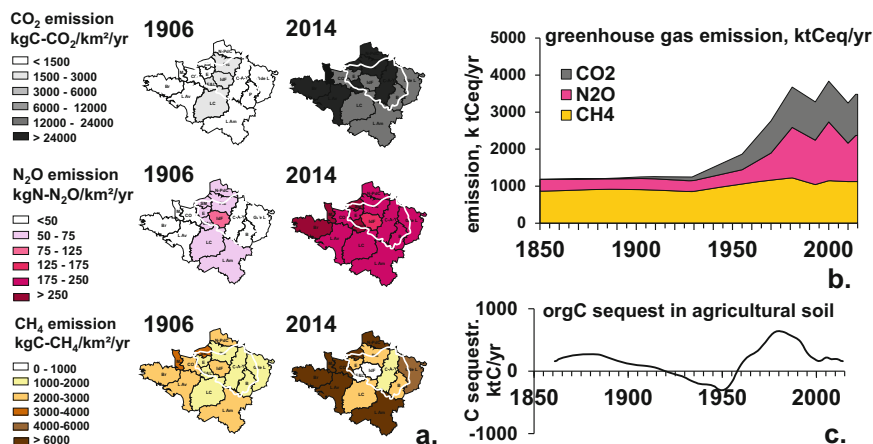 CO₂ emission
kgC-CO₂/km²/yr
< 1500
1500 - 3000
3000 - 6000
6000 - 12000
12000 - 24000
> 24000
1906
2014
N₂O emission
kgN-N₂O/km²/yr
<50
50 - 75
75 - 125
125 - 175
175 - 250
> 250
1906
2014
CH₄ emission
kgC-CH₄/km²/yr
0 - 1000
1000-2000
2000-3000
3000-4000
4000-6000
> 6000
1906
2014
a.
greenhouse gas emission, ktCeq/yr
emission, k tCeq/yr
5000
4000
3000
2000
1000
0
CO2
N2O
CH4
1850
1900
1950
2000
b.
orgC sequest in agricultural soil
C sequestr.
ktC/yr
1000
0
-1000
1850
1900
1950
2000
c.